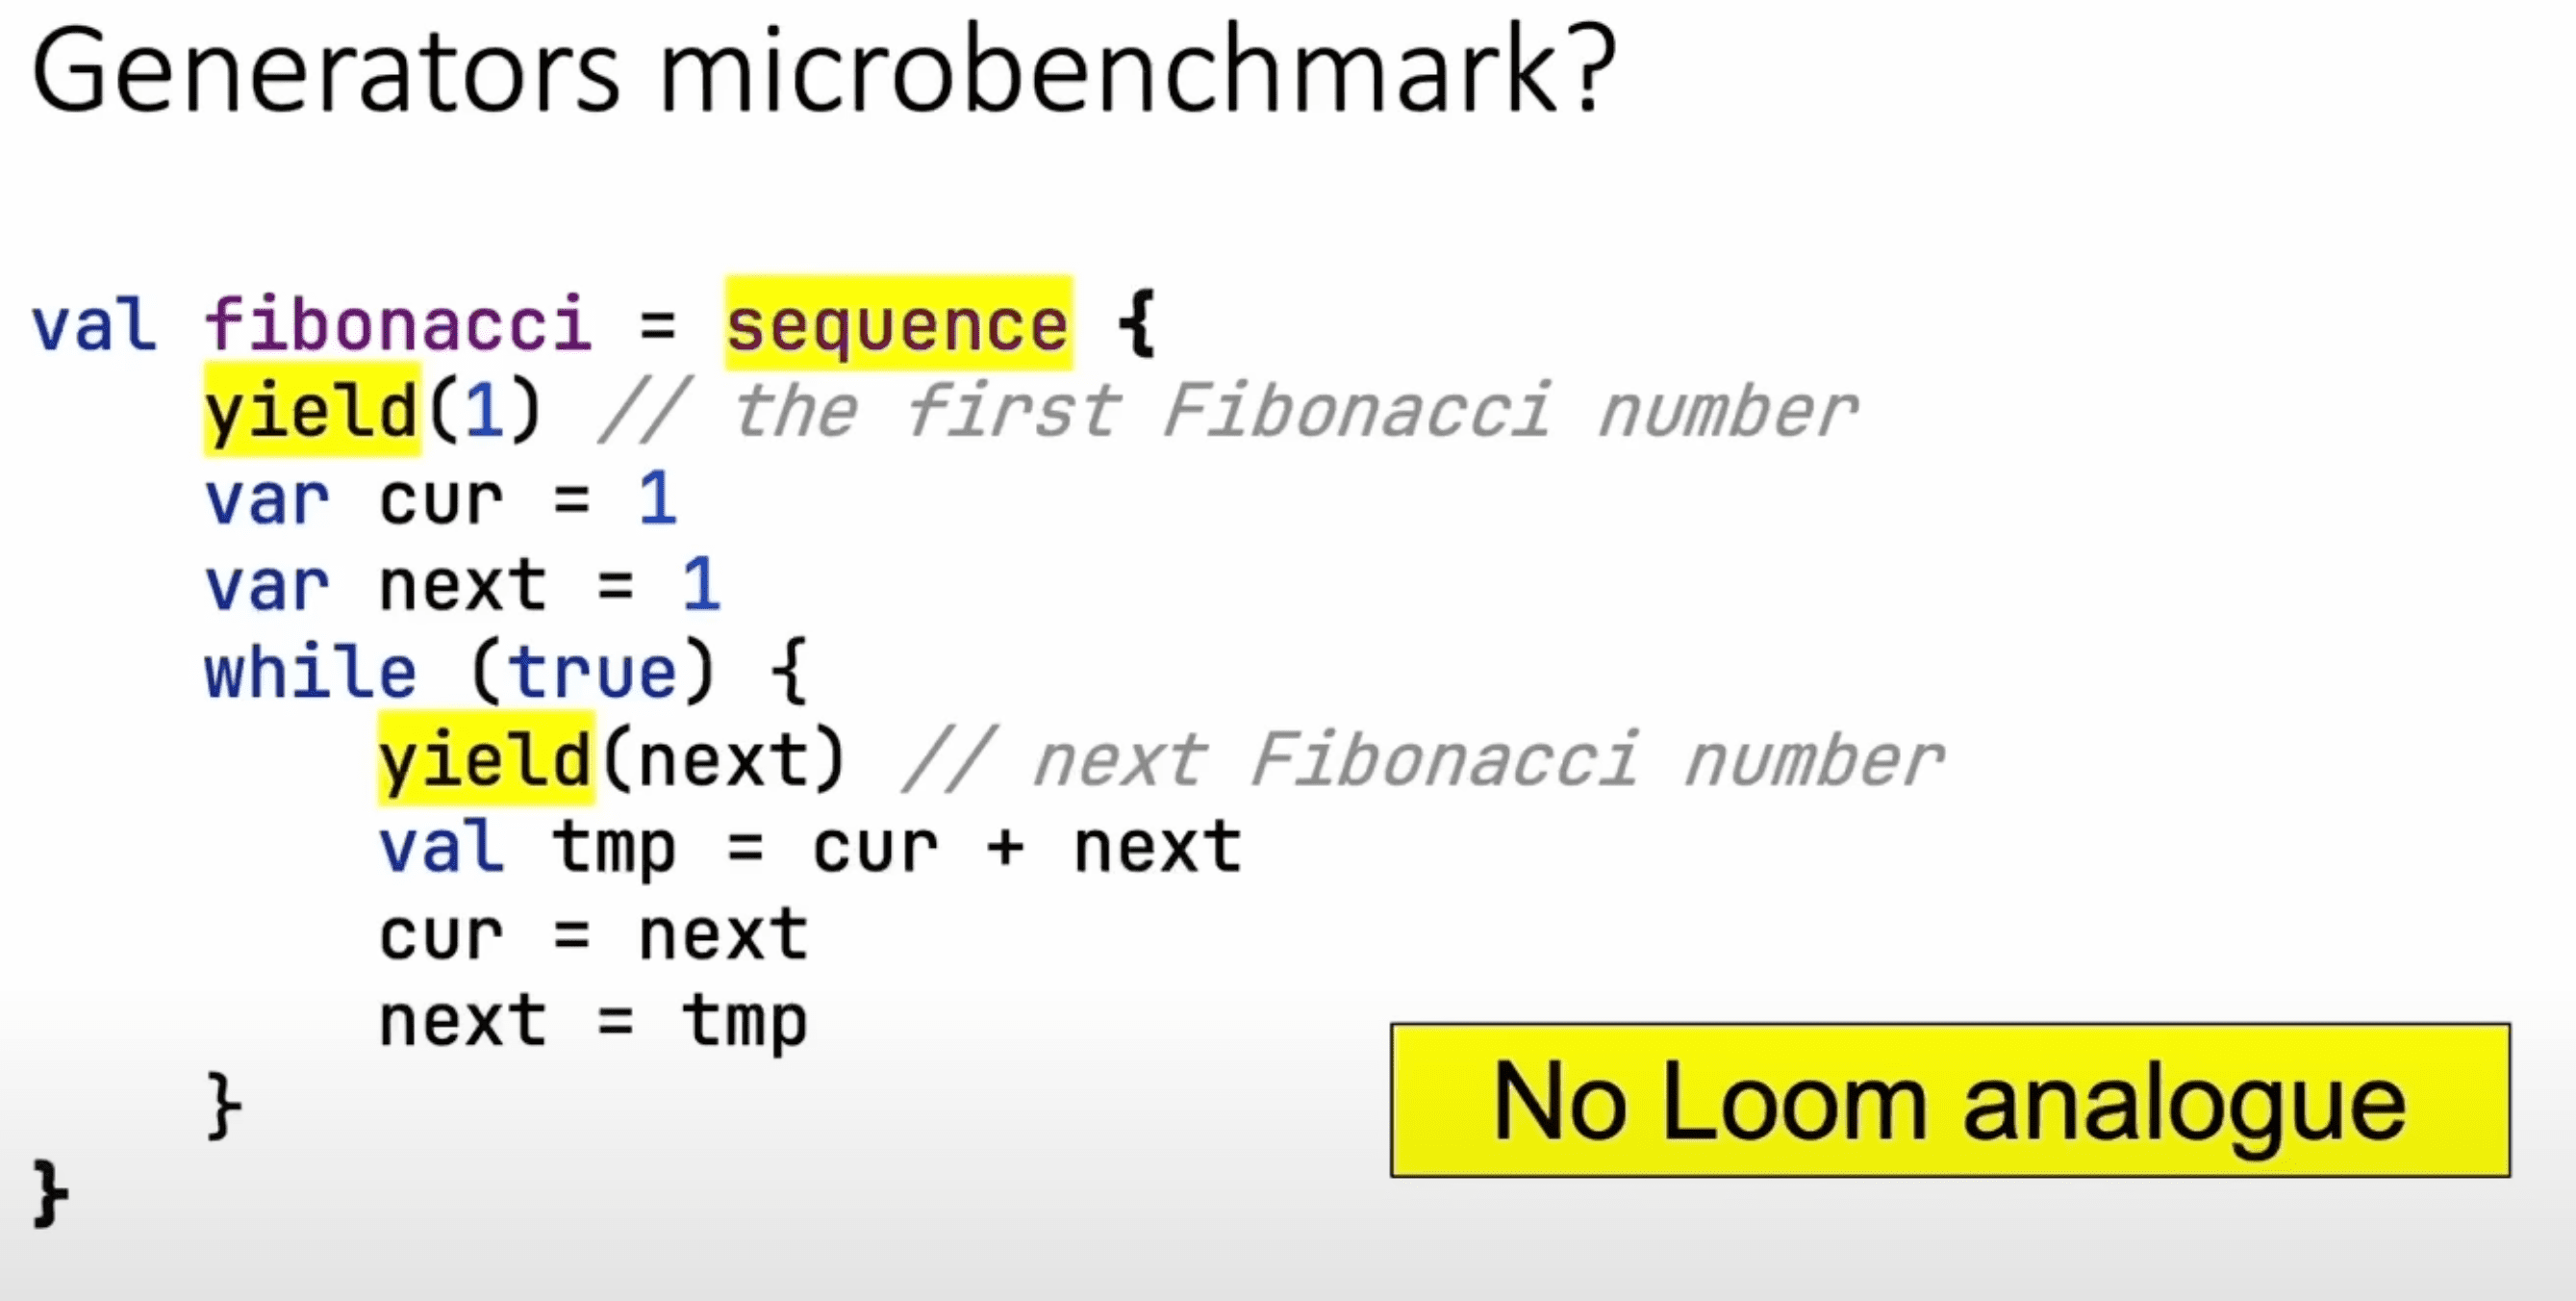 Generators microbenchmark?
val fibonacci = sequence {
    yield(1) // the first Fibonacci number
    var cur = 1
    var next = 1
    while (true) {
        yield(next) // next Fibonacci number
        val tmp = cur + next
        cur = next
        next = tmp
    }
}
No Loom analogue